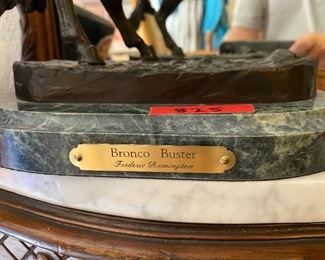 825
Bronco Buster
Frederic Remington